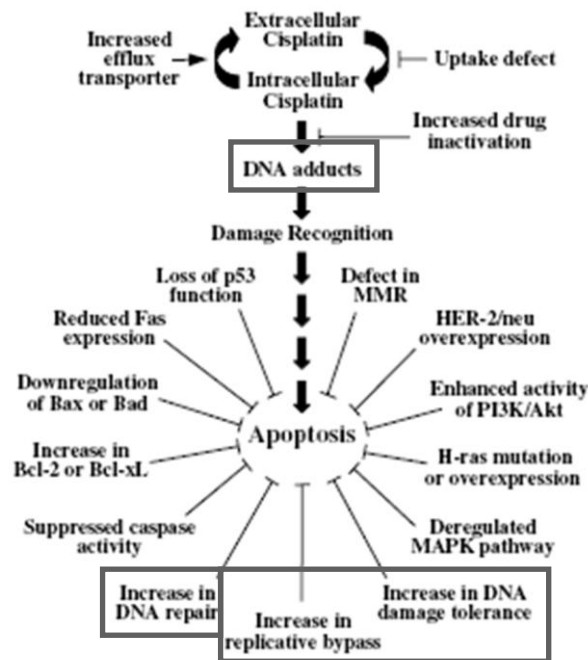 Extracellular
Cisplatin
Increased
efflux
transporter
Uptake defect
Intracellular
Cisplatin
Increased drug
inactivation
DNA adducts
Damage Recognition
Loss of p53
function
Defect in
MMR
Reduced Fas
expression
HER-2/neu
overexpression
Downregulation
of Bax or Bad
Enhanced activity
of PI3K/Akt
Apoptosis
Increase in
Bcl-2 or Bcl-xL
H-ras mutation
or overexpression
Suppressed caspase
activity
Deregulated
MAPK pathway
Increase in
DNA repair
Increase in
replicative bypass
Increase in DNA
damage tolerance